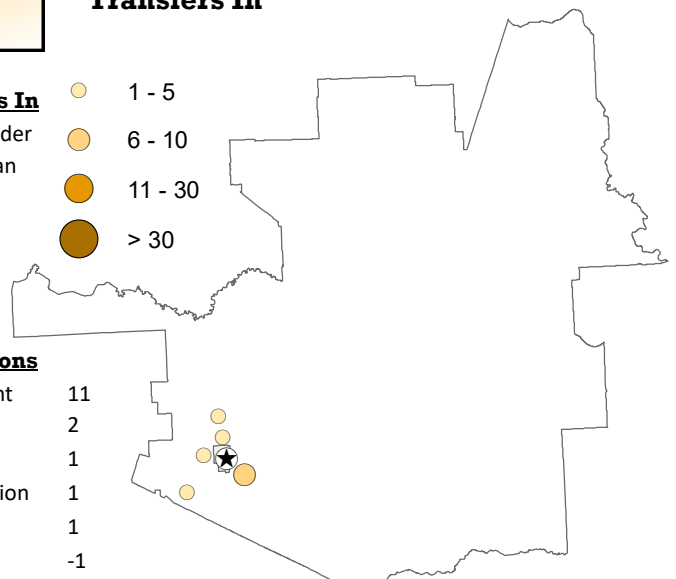 Transfers In
s In
1 - 5
der
6 - 10
an
11 - 30
> 30
ons
nt 11
2
1
ion 1
1
-1